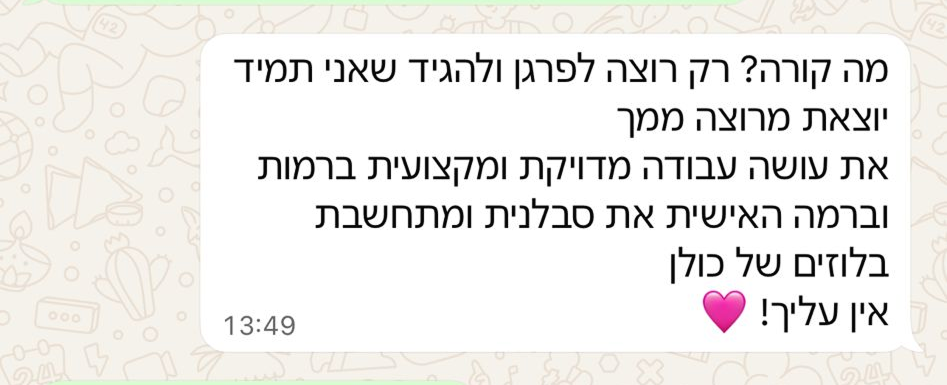 מה קורה? רק רוצה לפרגן ולהגיד שאני תמיד
יוצאת מרוצה ממך
את עושה עבודה מדויקת ומקצועית ברמות
וברמה האישית את סבלנית ומתחשבת
בלוזים של כולן
אין עליך! 🩷
13:49